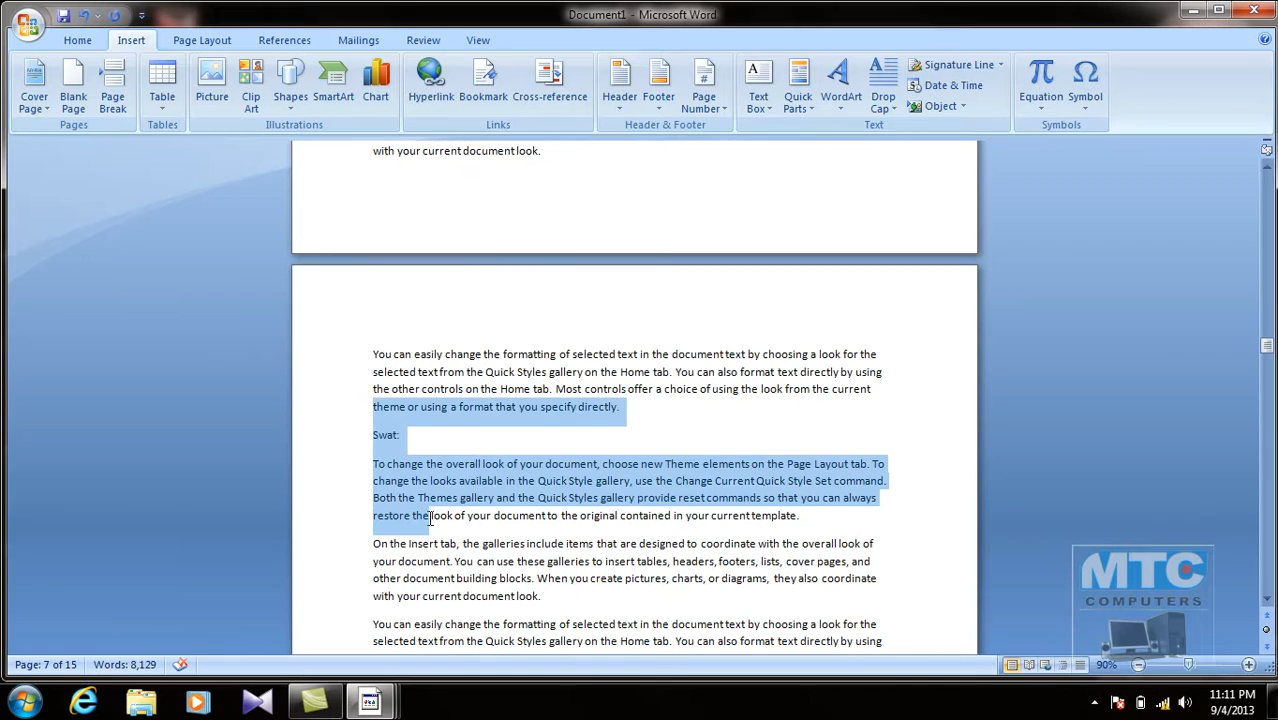 Document1 - Microsoft Word
Home Insert Page Layout References Mailings Review View
Cover Page
Blank Page
Page Break
Table
Picture
Clip Art
Shapes
SmartArt
Chart
Hyperlink
Bookmark
Cross-reference
Header
Footer
Page Number
Text Box
Quick Parts
WordArt
Drop Cap
Signature Line
Date & Time
Object
Equation
Symbol
Pages Tables Illustrations Links Header & Footer Text Symbols
with your current document look.
You can easily change the formatting of selected text in the document text by choosing a look for the
selected text from the Quick Styles gallery on the Home tab. You can also format text directly by using
the other controls on the Home tab. Most controls offer a choice of using the look from the current
theme or using a format that you specify directly.
Swat:
To change the overall look of your document, choose new Theme elements on the Page Layout tab. To
change the looks available in the Quick Style gallery, use the Change Current Quick Style Set command.
Both the Themes gallery and the Quick Styles gallery provide reset commands so that you can always
restore the look of your document to the original contained in your current template.
On the Insert tab, the galleries include items that are designed to coordinate with the overall look of
your document. You can use these galleries to insert tables, headers, footers, lists, cover pages, and
other document building blocks. When you create pictures, charts, or diagrams, they also coordinate
with your current document look.
You can easily change the formatting of selected text in the document text by choosing a look for the
selected text from the Quick Styles gallery on the Home tab. You can also format text directly by using
MTC
COMPUTERS
Page: 7 of 15 Words: 8,129 90%
11:11 PM
9/4/2013